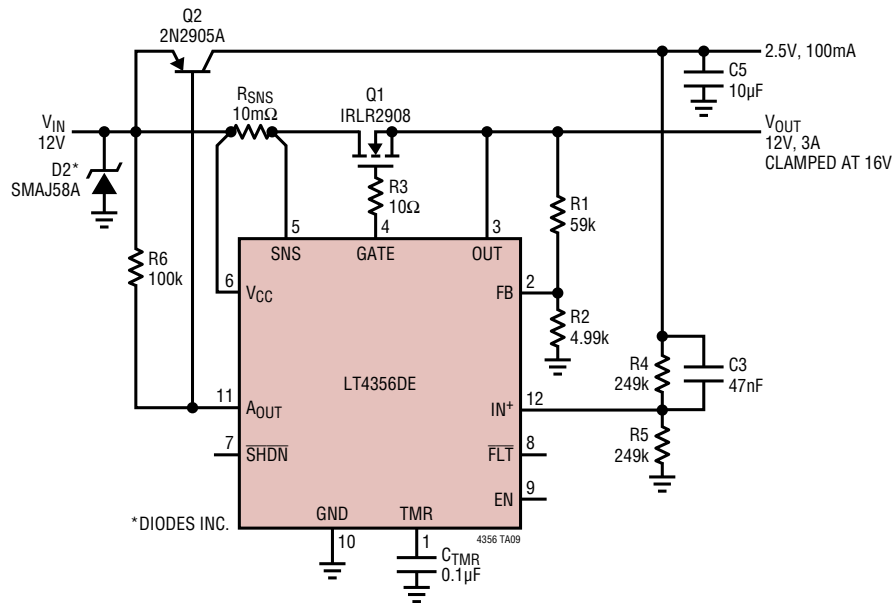 Q2
2N2905A
2.5V, 100mA
C5
10µF
VIN
12V
RSNS
10mΩ
Q1
IRLR2908
VOUT
12V, 3A
CLAMPED AT 16V
D2*
SMAJ58A
R3
10Ω
R1
59k
5
4
3
SNS
GATE
OUT
R6
100k
6
VCC
FB
2
R2
4.99k
LT4356DE
R4
249k
C3
47nF
11
AOUT
IN+
12
7
SHDN
FLT
8
R5
249k
EN
9
*DIODES INC.
GND
TMR
10
1
4356 TA09
CTMR
0.1µF